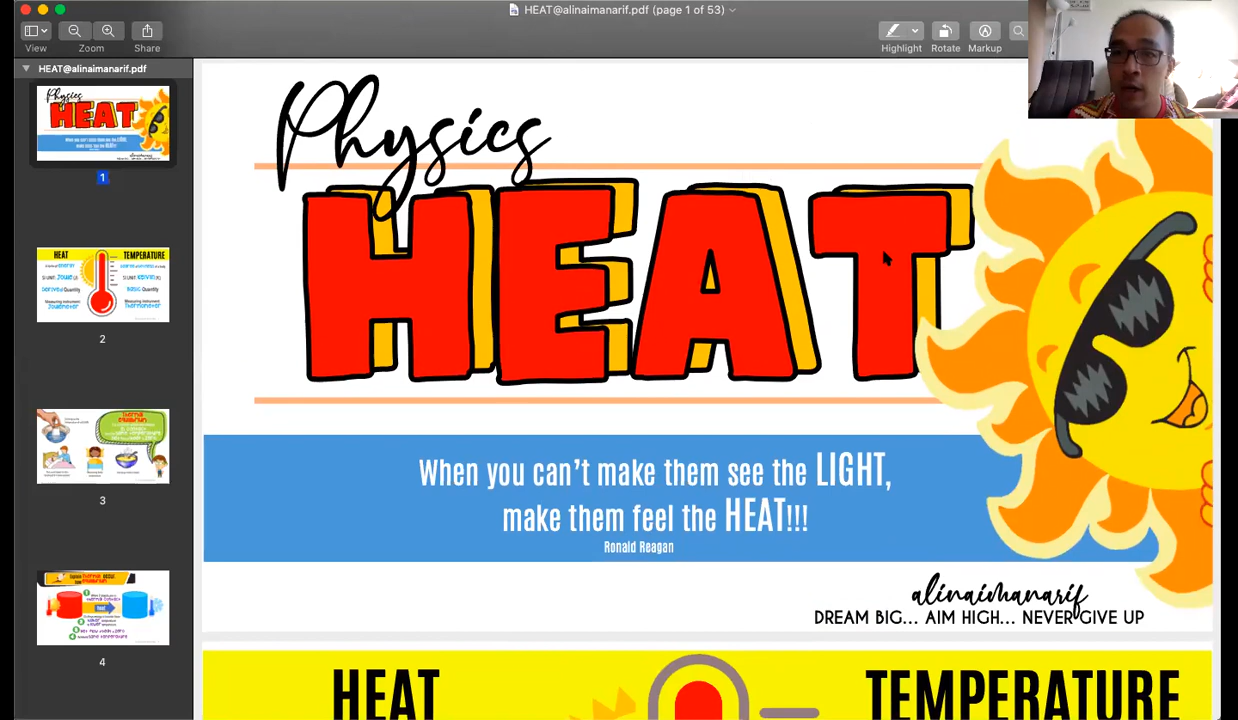 HEAT@alinaimanarif.pdf (page 1 of 53)
View
Zoom
Share
Highlight
Rotate
Markup
HEAT@alinaimanarif.pdf
1
HEAT
TEMPERATURE
2
3
4
Physics
HEAT
When you can't make them see the LIGHT,
make them feel the HEAT!!!
Ronald Reagan
alinaimanarif
DREAM BIG... AIM HIGH... NEVER GIVE UP
HEAT
TEMPERATURE